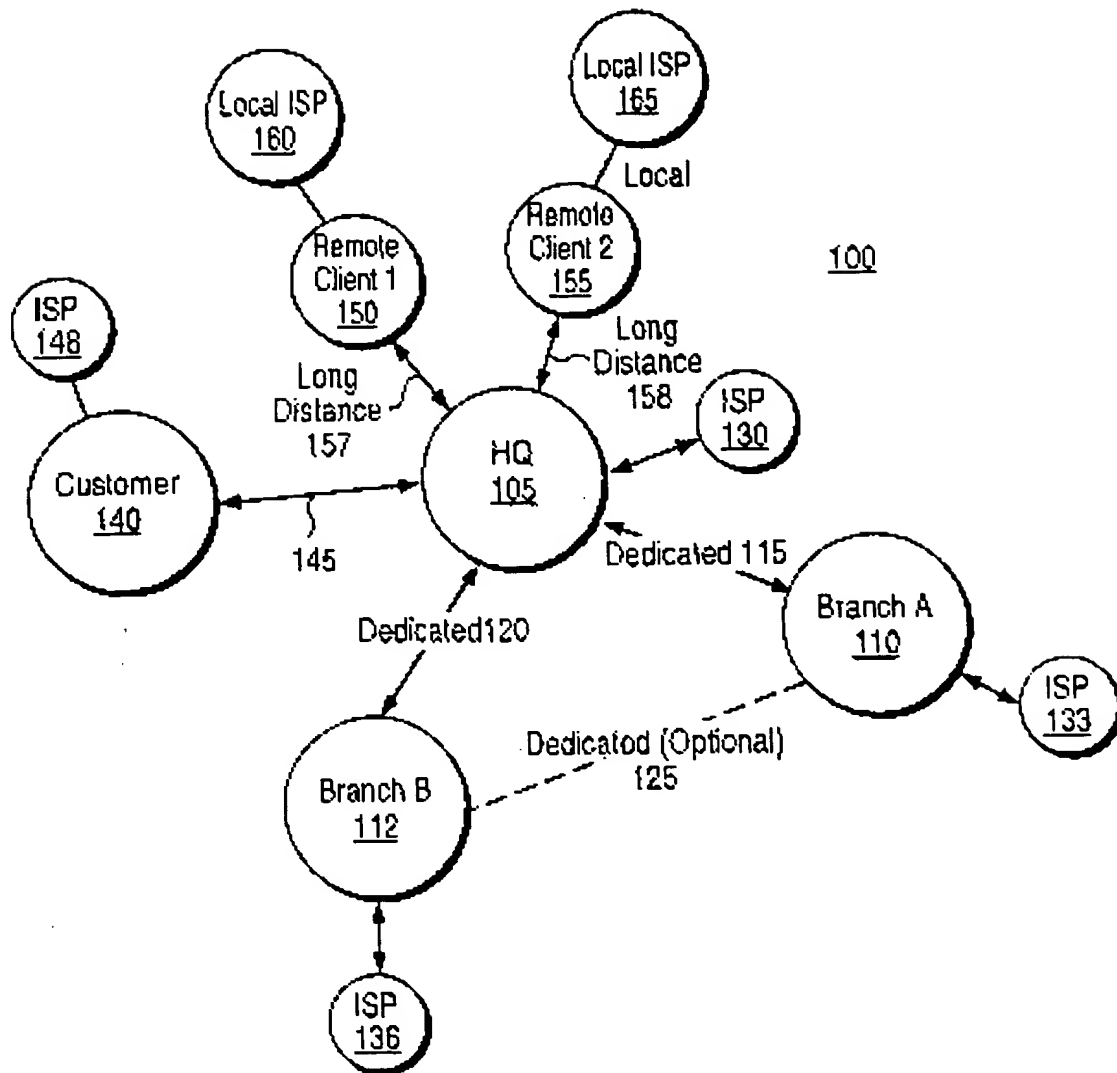 Local ISP
160
Local ISP
165
Local
Remote
Client 1
150
Remote
Client 2
155
100
ISP
148
Long
Distance
157
Long
Distance
158
ISP
130
Customer
140
HQ
105
145
Dedicated 115
Branch A
110
Dedicated120
ISP
133
Dedicated (Optional)
125
Branch B
112
ISP
136